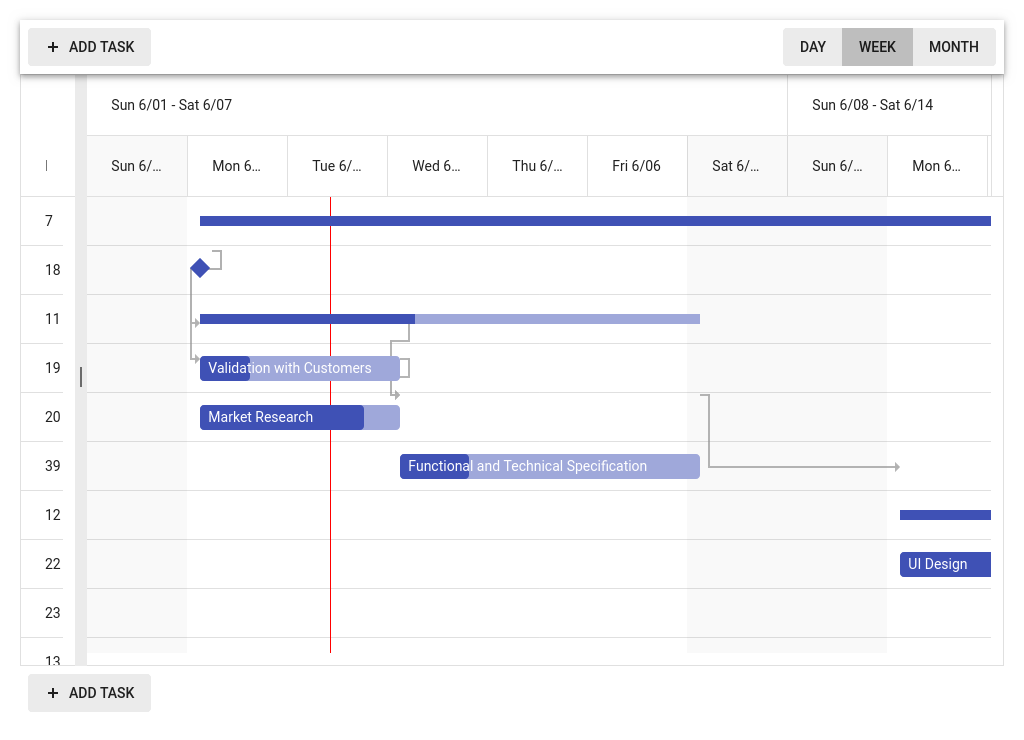 + ADD TASK
DAY WEEK MONTH
Sun 6/01 - Sat 6/07 Sun 6/08 - Sat 6/14
Sun 6/... Mon 6... Tue 6/... Wed 6... Thu 6/... Fri 6/06 Sat 6/... Sun 6/... Mon 6...
7
18
11
19 Validation with Customers
20 Market Research
39 Functional and Technical Specification
12
22 UI Design
23
13
+ ADD TASK